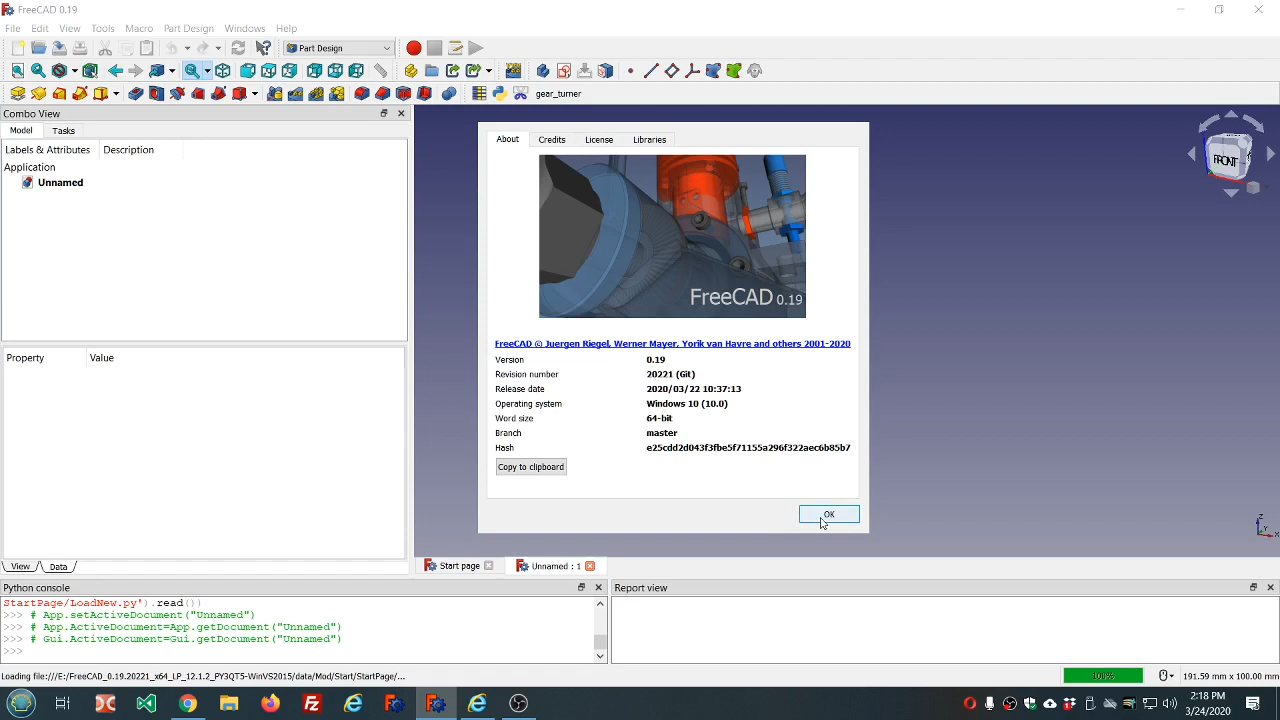 FreeCAD 0.19
File Edit View Tools Macro Part Design Windows Help
Part Design
gear_turner
Combo View
Model Tasks
Labels & Attributes Description
Application
Unnamed
Property Value
View Data
About Credits License Libraries
FreeCAD 0.19
FreeCAD © Juergen Riegel, Werner Mayer, Yorik van Havre and others 2001-2020
Version 0.19
Revision number 20221 (Git)
Release date 2020/03/22 10:37:13
Operating system Windows 10 (10.0)
Word size 64-bit
Branch master
Hash e25cdd2d043f3fbe5f71155a296f322aec6b85b7
Copy to clipboard
OK
FRONT
Start page Unnamed : 1
Python console
StartPage/LoadNew.py').read())
>>> # App.setActiveDocument("Unnamed")
>>> # App.ActiveDocument=App.getDocument("Unnamed")
>>> # Gui.ActiveDocument=Gui.getDocument("Unnamed")
>>>
Report view
Loading file:///E:/FreeCAD_0.19.20221_x64_LP_12.1.2_PY3QT5-WinVS2015/data/Mod/Start/StartPage/...
100%
191.59 mm x 100.00 mm
2:18 PM
3/24/2020